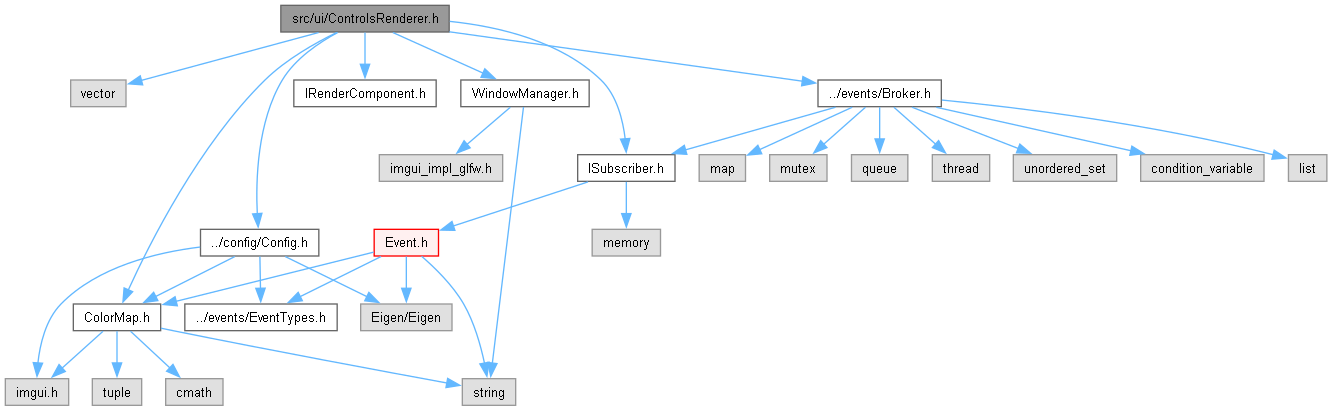 src/ui/ControlsRenderer.h
vector
IRenderComponent.h
WindowManager.h
../events/Broker.h
imgui_impl_glfw.h
ISubscriber.h
map
mutex
queue
thread
unordered_set
condition_variable
list
../config/Config.h
Event.h
memory
ColorMap.h
../events/EventTypes.h
Eigen/Eigen
imgui.h
tuple
cmath
string